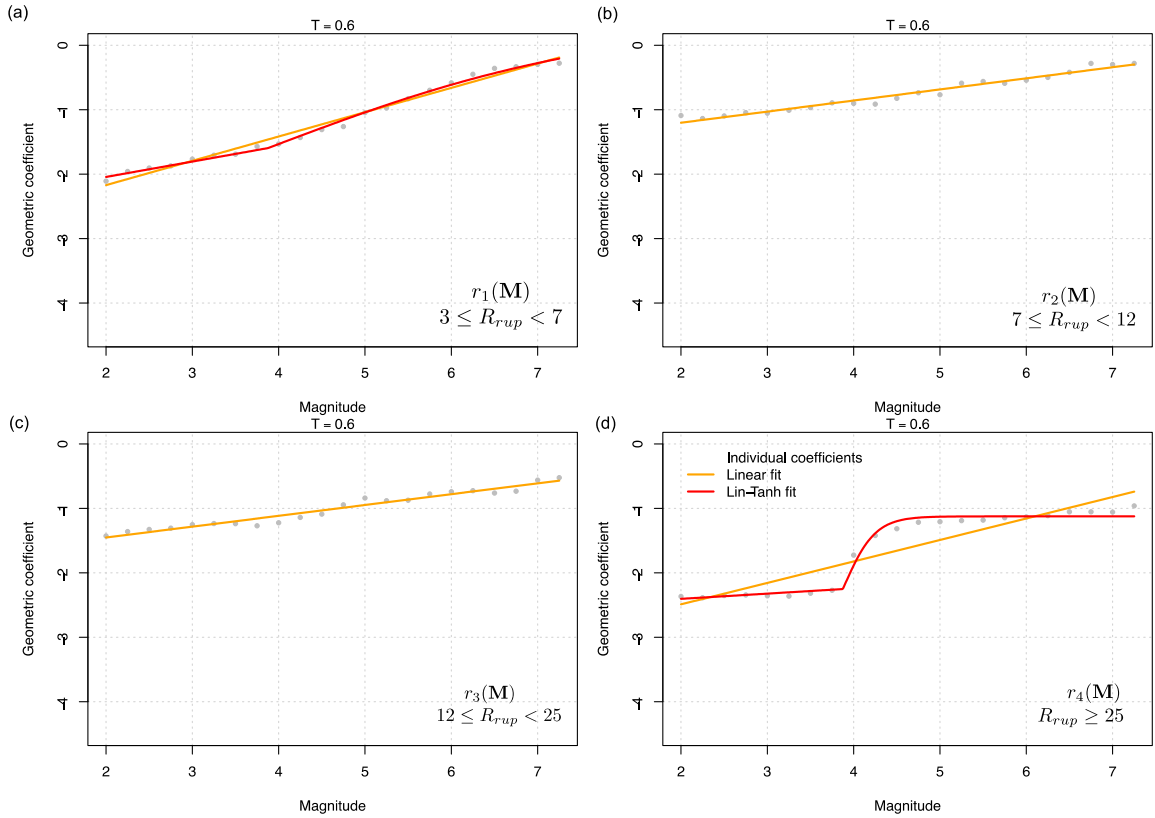 (a)
T = 0.6
Geometric coefficient
0
-1
-2
-3
-4
r₁(M)
3 ≤ Rrup < 7
2 3 4 5 6 7
Magnitude
(b)
T = 0.6
Geometric coefficient
0
-1
-2
-3
-4
r₂(M)
7 ≤ Rrup < 12
2 3 4 5 6 7
Magnitude
(c)
T = 0.6
Geometric coefficient
0
-1
-2
-3
-4
r₃(M)
12 ≤ Rrup < 25
2 3 4 5 6 7
Magnitude
(d)
T = 0.6
Geometric coefficient
0
-1
-2
-3
-4
Individual coefficients
Linear fit
Lin-Tanh fit
r₄(M)
Rrup ≥ 25
2 3 4 5 6 7
Magnitude